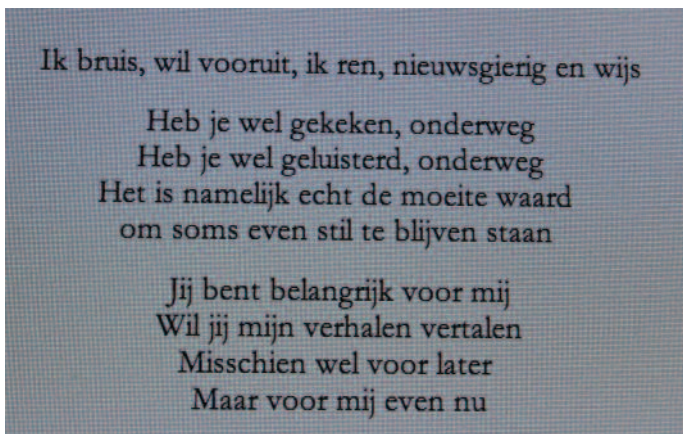 Ik bruis, wil vooruit, ik ren, nieuwsgierig en wijs
Heb je wel gekeken, onderweg
Heb je wel geluisterd, onderweg
Het is namelijk echt de moeite waard
om soms even stil te blijven staan
Jij bent belangrijk voor mij
Wil jij mijn verhalen vertalen
Misschien wel voor later
Maar voor mij even nu